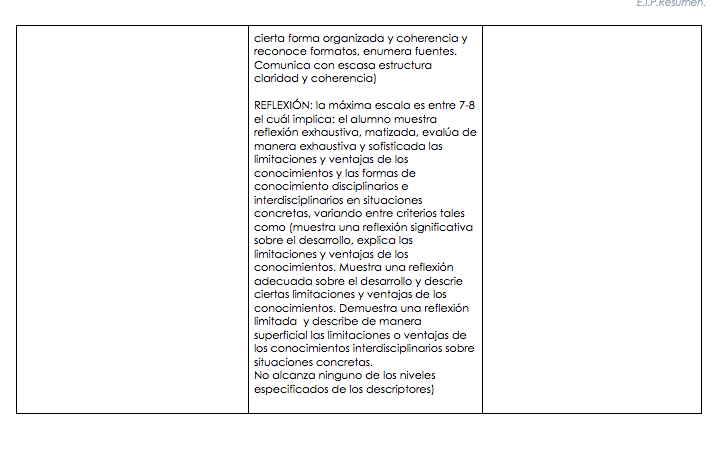 E.I.P.Resumen.
cierta forma organizada y coherencia y
reconoce formatos, enumera fuentes.
Comunica con escasa estructura
claridad y coherencia)
REFLEXIÓN: la máxima escala es entre 7-8
el cuál implica: el alumno muestra
reflexión exhaustiva, matizada, evalúa de
manera exhaustiva y sofisticada las
limitaciones y ventajas de los
conocimientos y las formas de
conocimiento disciplinarios e
interdisciplinarios en situaciones
concretas, variando entre criterios tales
como (muestra una reflexión significativa
sobre el desarrollo, explica las
limitaciones y ventajas de los
conocimientos. Muestra una reflexión
adecuada sobre el desarrollo y descrie
ciertas limitaciones y ventajas de los
conocimientos. Demuestra una reflexión
limitada y describe de manera
superficial las limitaciones o ventajas de
los conocimientos interdisciplinarios sobre
situaciones concretas.
No alcanza ninguno de los niveles
especificados de los descriptores)